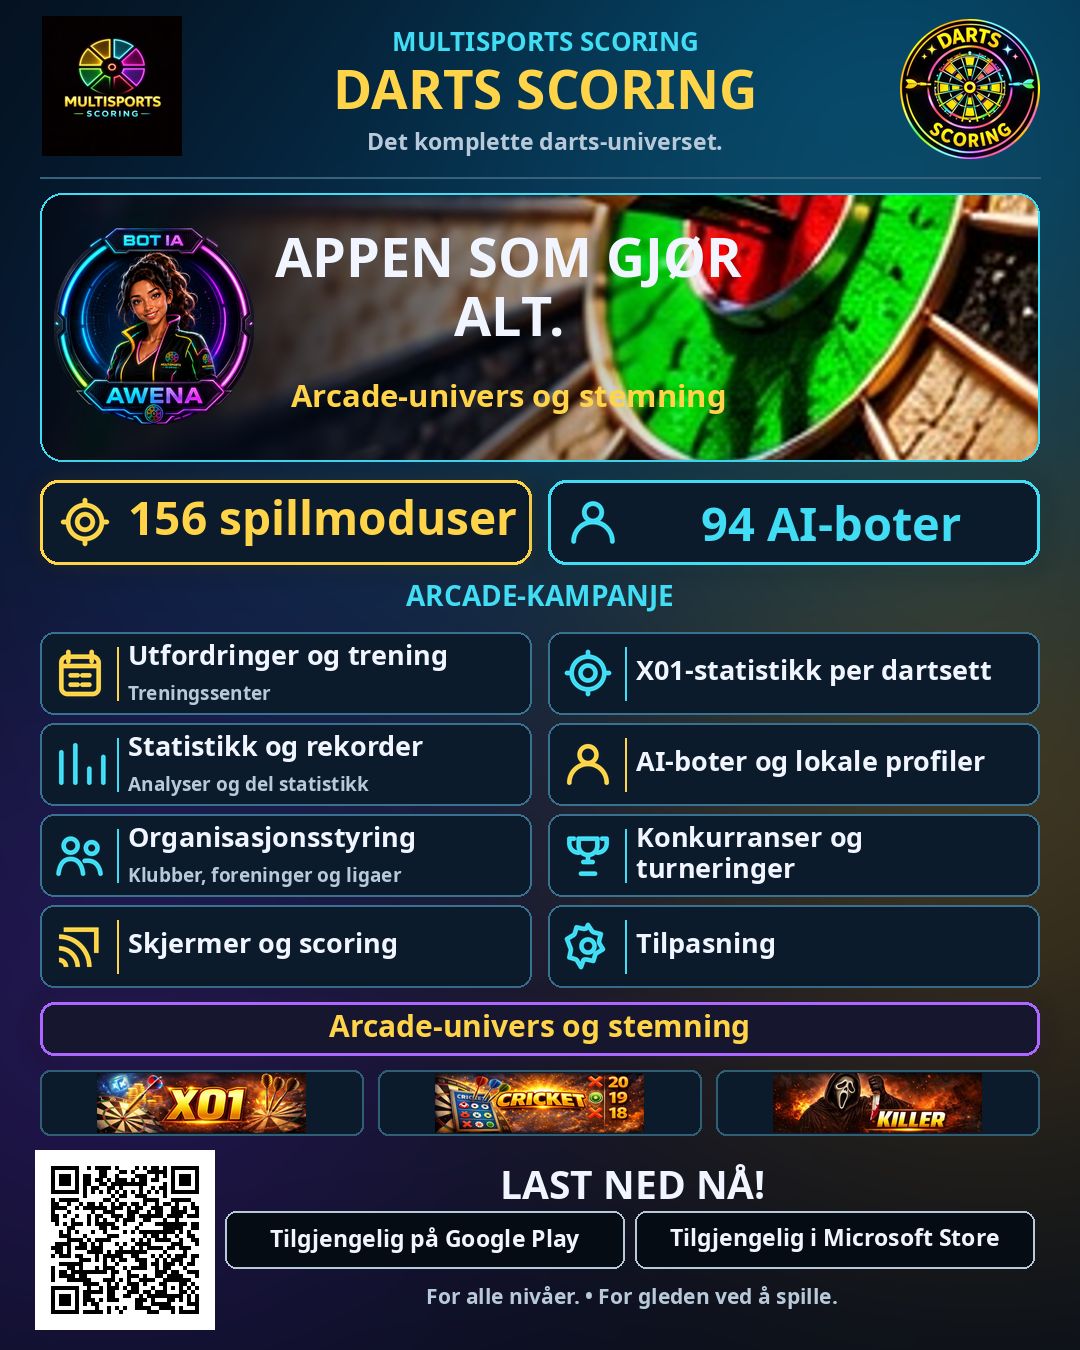 MULTISPORTS
SCORING
MULTISPORTS SCORING
DARTS SCORING
Det komplette darts-universet.
DARTS
SCORING
BOT IA
AWENA
APPEN SOM GJØR
ALT.
Arcade-univers og stemning
156 spillmoduser
94 AI-boter
ARCADE-KAMPANJE
Utfordringer og trening
Treningssenter
X01-statistikk per dartsett
Statistikk og rekorder
Analyser og del statistikk
AI-boter og lokale profiler
Organisasjonsstyring
Klubber, foreninger og ligaer
Konkurranser og
turneringer
Skjermer og scoring
Tilpasning
Arcade-univers og stemning
X01
CRICKET
CRICKET
20
19
18
KILLER
LAST NED NÅ!
Tilgjengelig på Google Play
Tilgjengelig i Microsoft Store
For alle nivåer. • For gleden ved å spille.